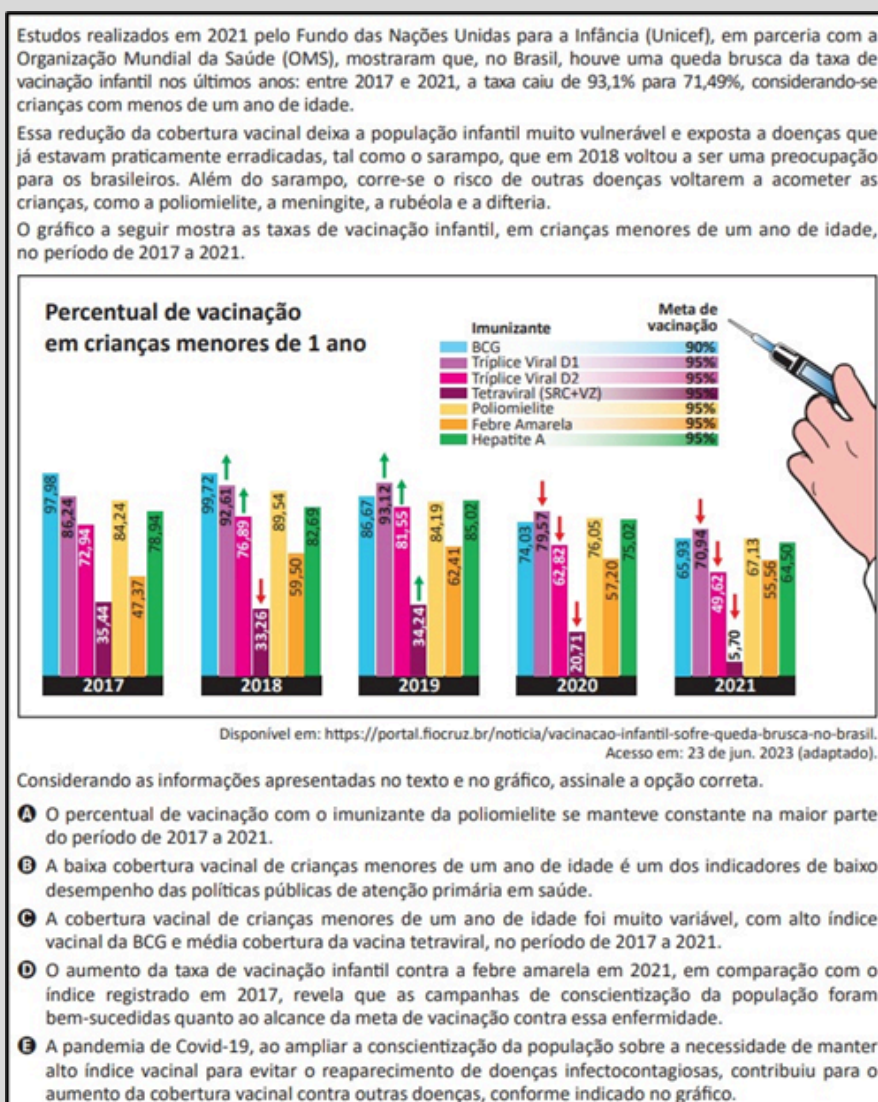 Estudos realizados em 2021 pelo Fundo das Nações Unidas para a Infância (Unicef), em parceria com a
Organização Mundial da Saúde (OMS), mostraram que, no Brasil, houve uma queda brusca da taxa de
vacinação infantil nos últimos anos: entre 2017 e 2021, a taxa caiu de 93,1% para 71,49%, considerando-se
crianças com menos de um ano de idade.
Essa redução da cobertura vacinal deixa a população infantil muito vulnerável e exposta a doenças que
já estavam praticamente erradicadas, tal como o sarampo, que em 2018 voltou a ser uma preocupação
para os brasileiros. Além do sarampo, corre-se o risco de outras doenças voltarem a acometer as
crianças, como a poliomielite, a meningite, a rubéola e a difteria.
O gráfico a seguir mostra as taxas de vacinação infantil, em crianças menores de um ano de idade,
no período de 2017 a 2021.
Percentual de vacinação
em crianças menores de 1 ano
Imunizante Meta de vacinação
BCG 90%
Tríplice Viral D1 95%
Tríplice Viral D2 95%
Tetraviral (SRC+VZ) 95%
Poliomielite 95%
Febre Amarela 95%
Hepatite A 95%
97,98 86,24 72,94 35,44 84,24 47,37 78,94
2017
99,72 92,61 76,89 33,26 89,54 59,50 82,69
2018
86,67 93,12 81,55 34,24 84,19 62,41 85,02
2019
74,03 79,57 62,82 20,71 76,05 57,20 75,02
2020
65,93 70,94 49,62 5,70 67,13 55,56 64,50
2021
Disponível em: https://portal.fiocruz.br/noticia/vacinacao-infantil-sofre-queda-brusca-no-brasil.
Acesso em: 23 de jun. 2023 (adaptado).
Considerando as informações apresentadas no texto e no gráfico, assinale a opção correta.
A O percentual de vacinação com o imunizante da poliomielite se manteve constante na maior parte
do período de 2017 a 2021.
B A baixa cobertura vacinal de crianças menores de um ano de idade é um dos indicadores de baixo
desempenho das políticas públicas de atenção primária em saúde.
C A cobertura vacinal de crianças menores de um ano de idade foi muito variável, com alto índice
vacinal da BCG e média cobertura da vacina tetraviral, no período de 2017 a 2021.
D O aumento da taxa de vacinação infantil contra a febre amarela em 2021, em comparação com o
índice registrado em 2017, revela que as campanhas de conscientização da população foram
bem-sucedidas quanto ao alcance da meta de vacinação contra essa enfermidade.
E A pandemia de Covid-19, ao ampliar a conscientização da população sobre a necessidade de manter
alto índice vacinal para evitar o reaparecimento de doenças infectocontagiosas, contribuiu para o
aumento da cobertura vacinal contra outras doenças, conforme indicado no gráfico.